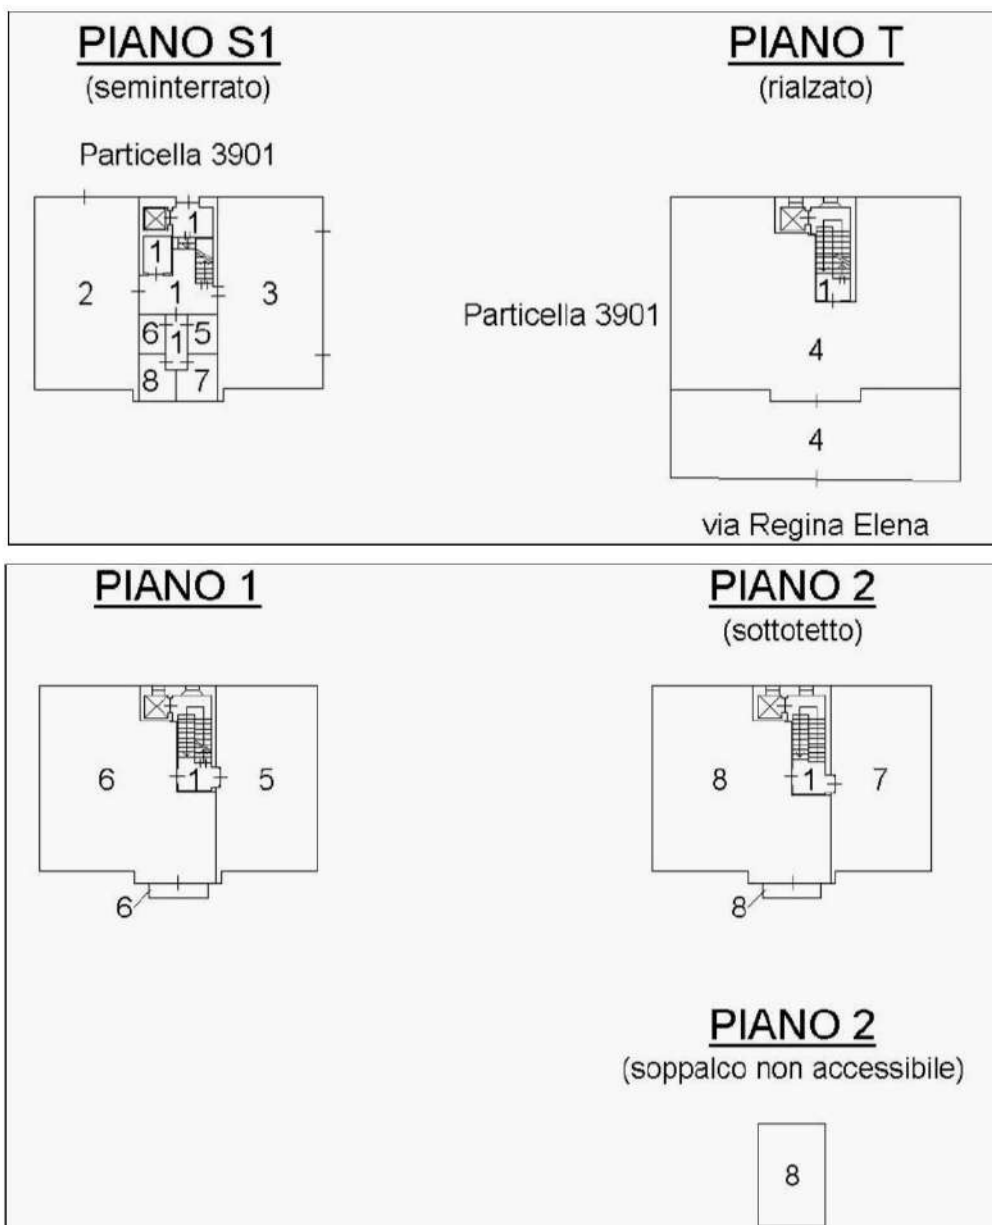 PIANO S1
(seminterrato)
Particella 3901
1
1
2
1
3
6
1
5
8
7
PIANO T
(rialzato)
1
Particella 3901
4
4
via Regina Elena
PIANO 1
6
1
5
6
PIANO 2
(sottotetto)
8
1
7
8
PIANO 2
(soppalco non accessibile)
8